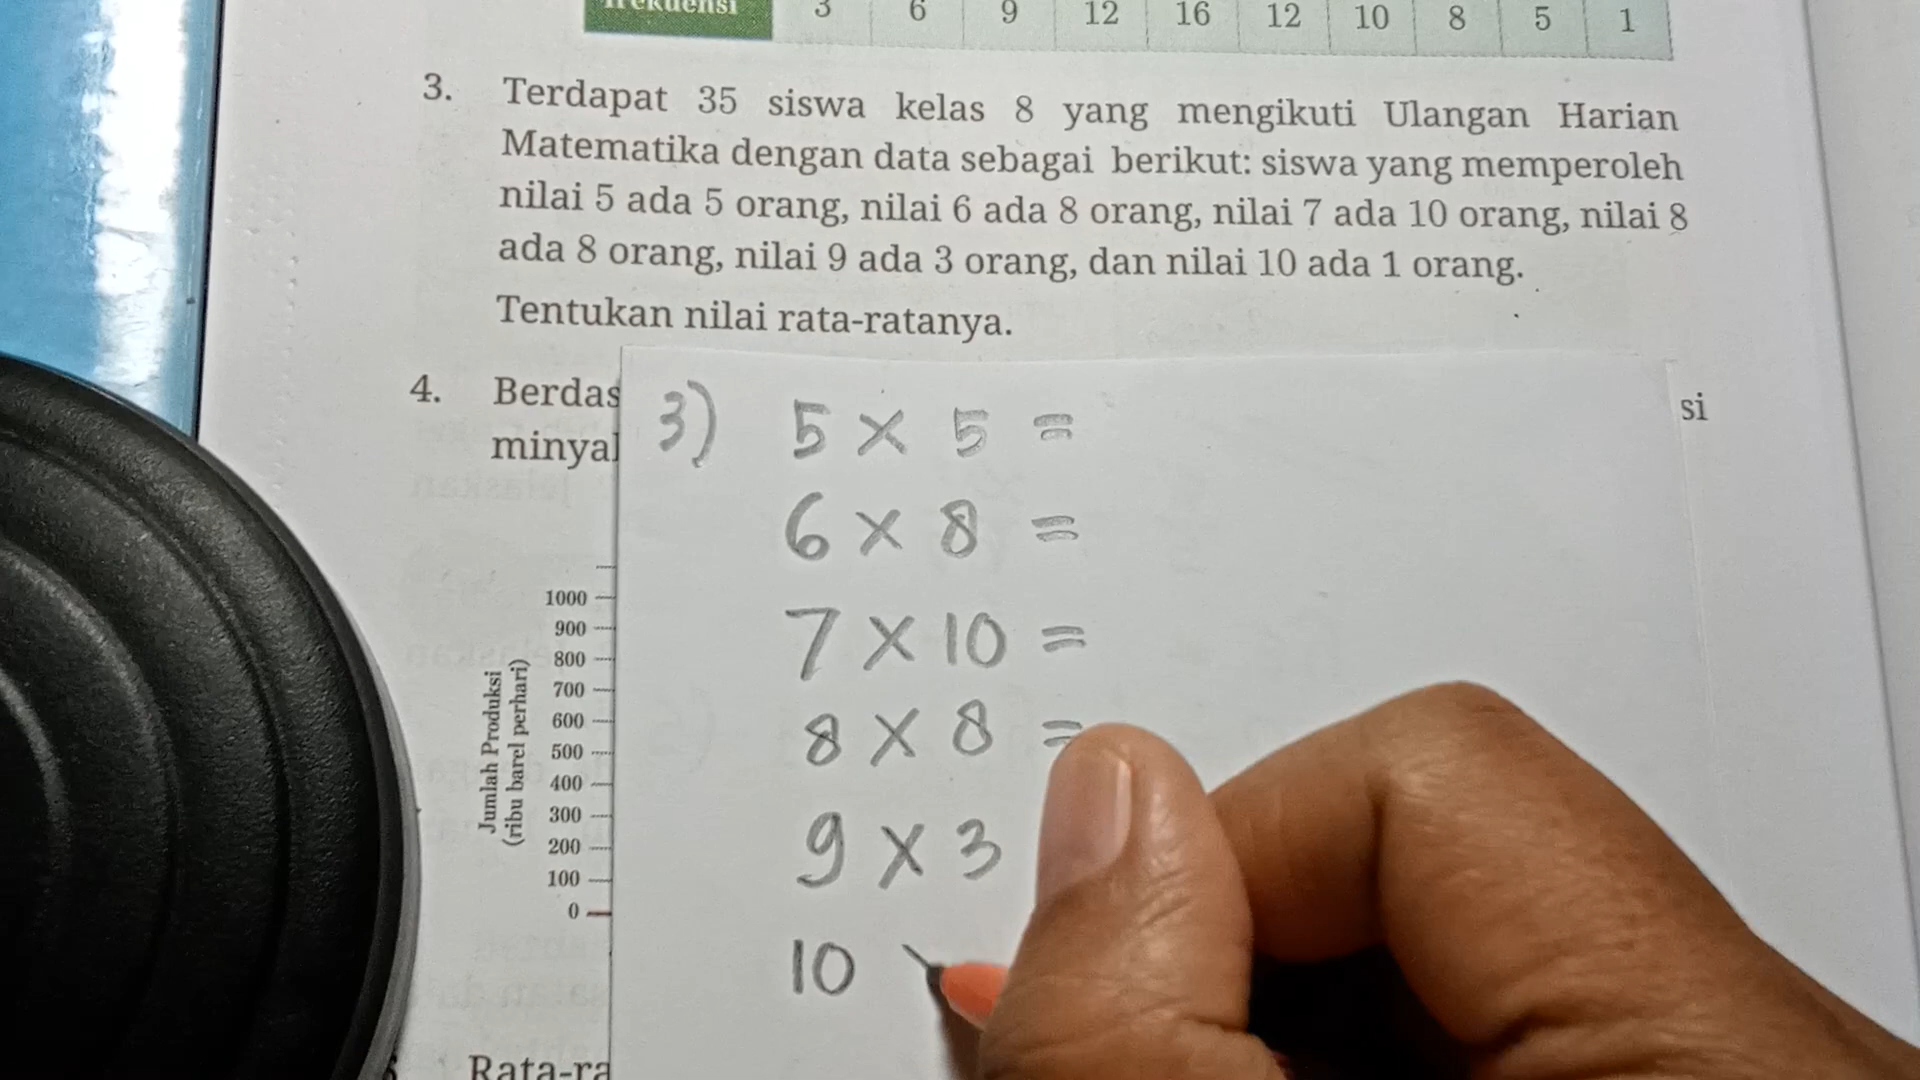 frekuensi 3 6 9 12 16 12 10 8 5 1
3. Terdapat 35 siswa kelas 8 yang mengikuti Ulangan Harian
Matematika dengan data sebagai berikut: siswa yang memperoleh
nilai 5 ada 5 orang, nilai 6 ada 8 orang, nilai 7 ada 10 orang, nilai 8
ada 8 orang, nilai 9 ada 3 orang, dan nilai 10 ada 1 orang.
Tentukan nilai rata-ratanya.
4. Berdas
si
minyal
3) 5 × 5 =
6 × 8 =
7 × 10 =
8 × 8 =
9 × 3
10
Jumlah Produksi
(ribu barel perhari)
1000
900
800
700
600
500
400
300
200
100
0
Rata-ra